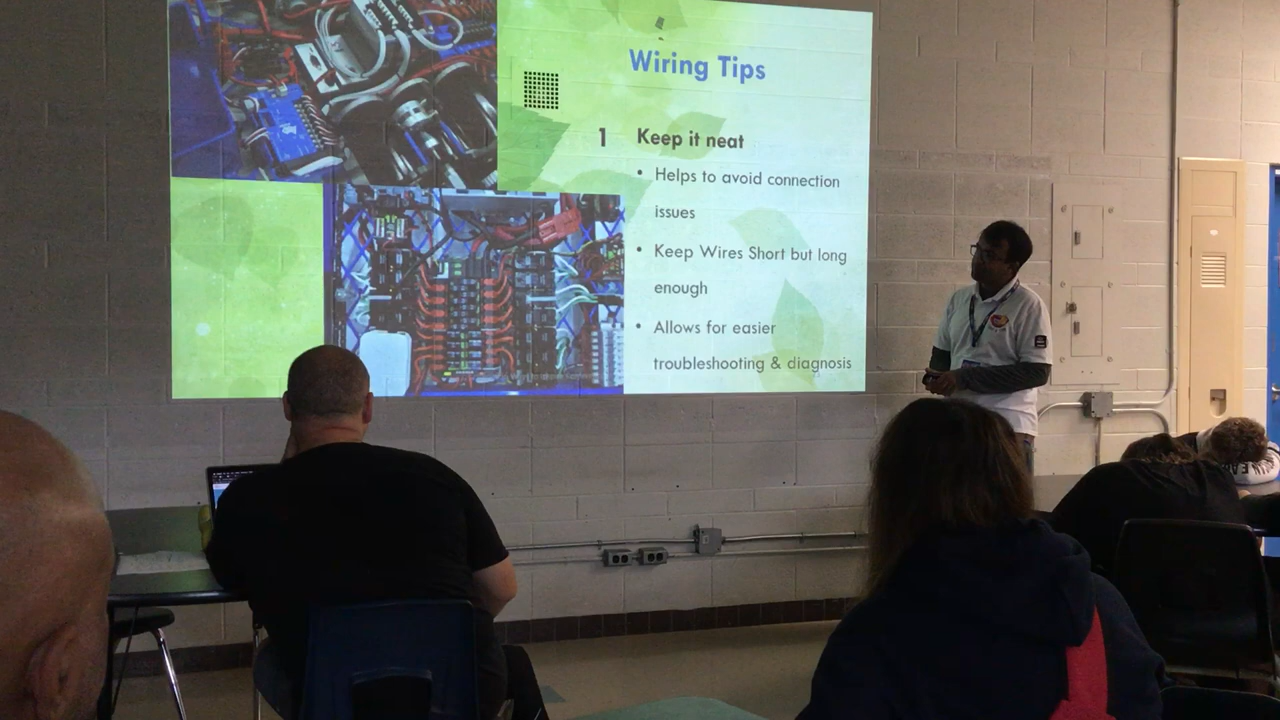 Wiring Tips
1 Keep it neat
• Helps to avoid connection
issues
• Keep Wires Short but long
enough
• Allows for easier
troubleshooting & diagnosis